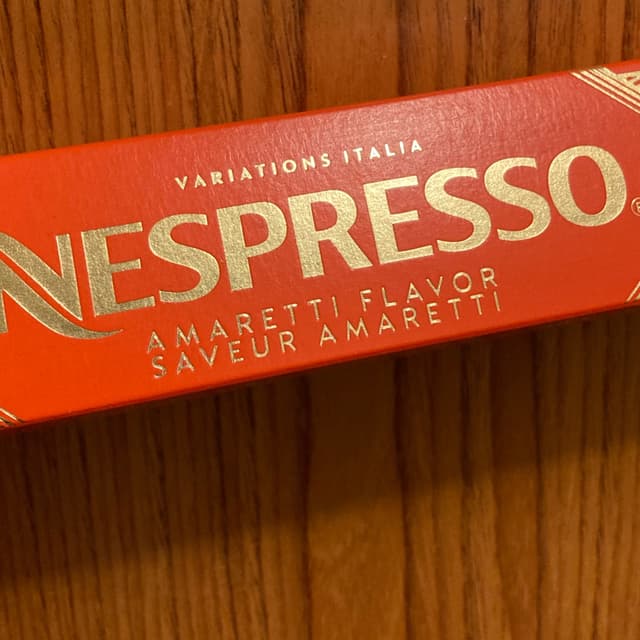 VARIATIONS ITALIA
NESPRESSO
AMARETTI FLAVOR
SAVEUR AMARETTI